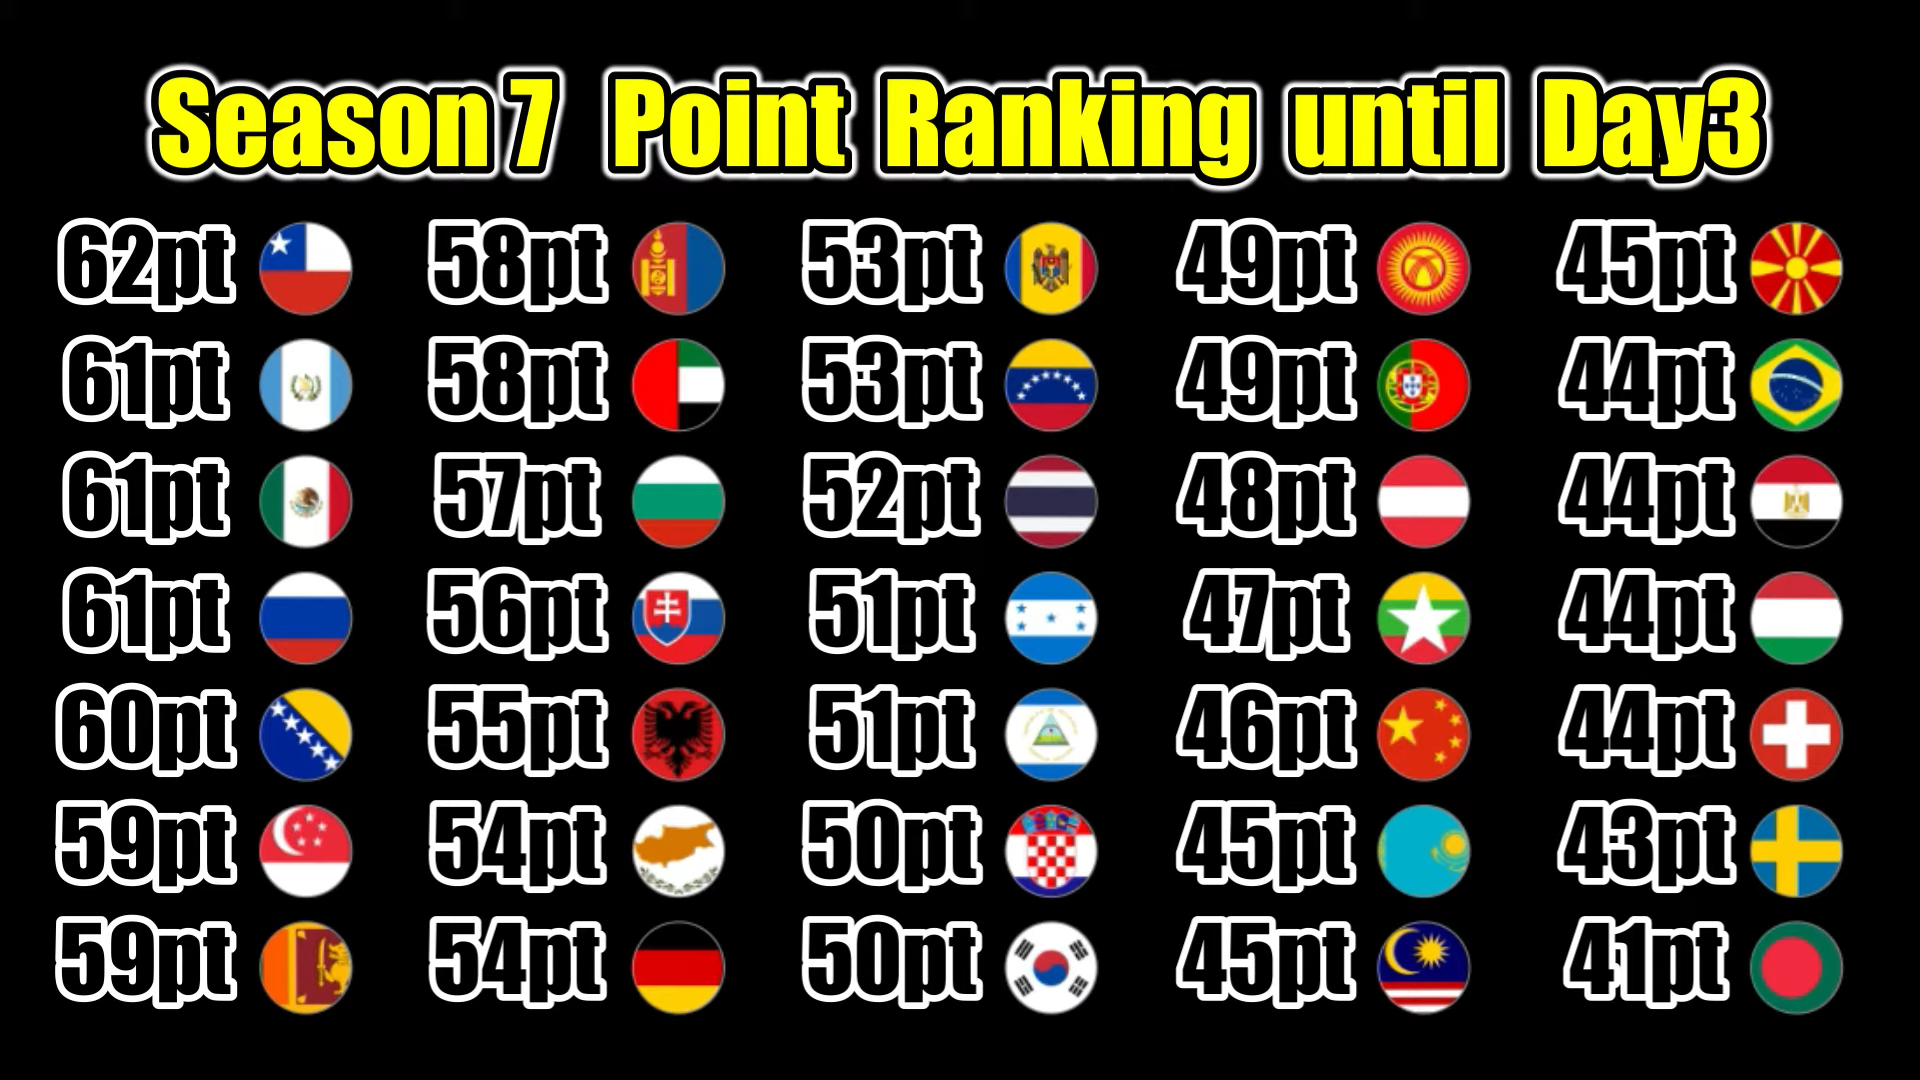 Season 7 Point Ranking until Day3
62pt 58pt 53pt 49pt 45pt
61pt 58pt 53pt 49pt 44pt
61pt 57pt 52pt 48pt 44pt
61pt 56pt 51pt 47pt 44pt
60pt 55pt 51pt 46pt 44pt
59pt 54pt 50pt 45pt 43pt
59pt 54pt 50pt 45pt 41pt